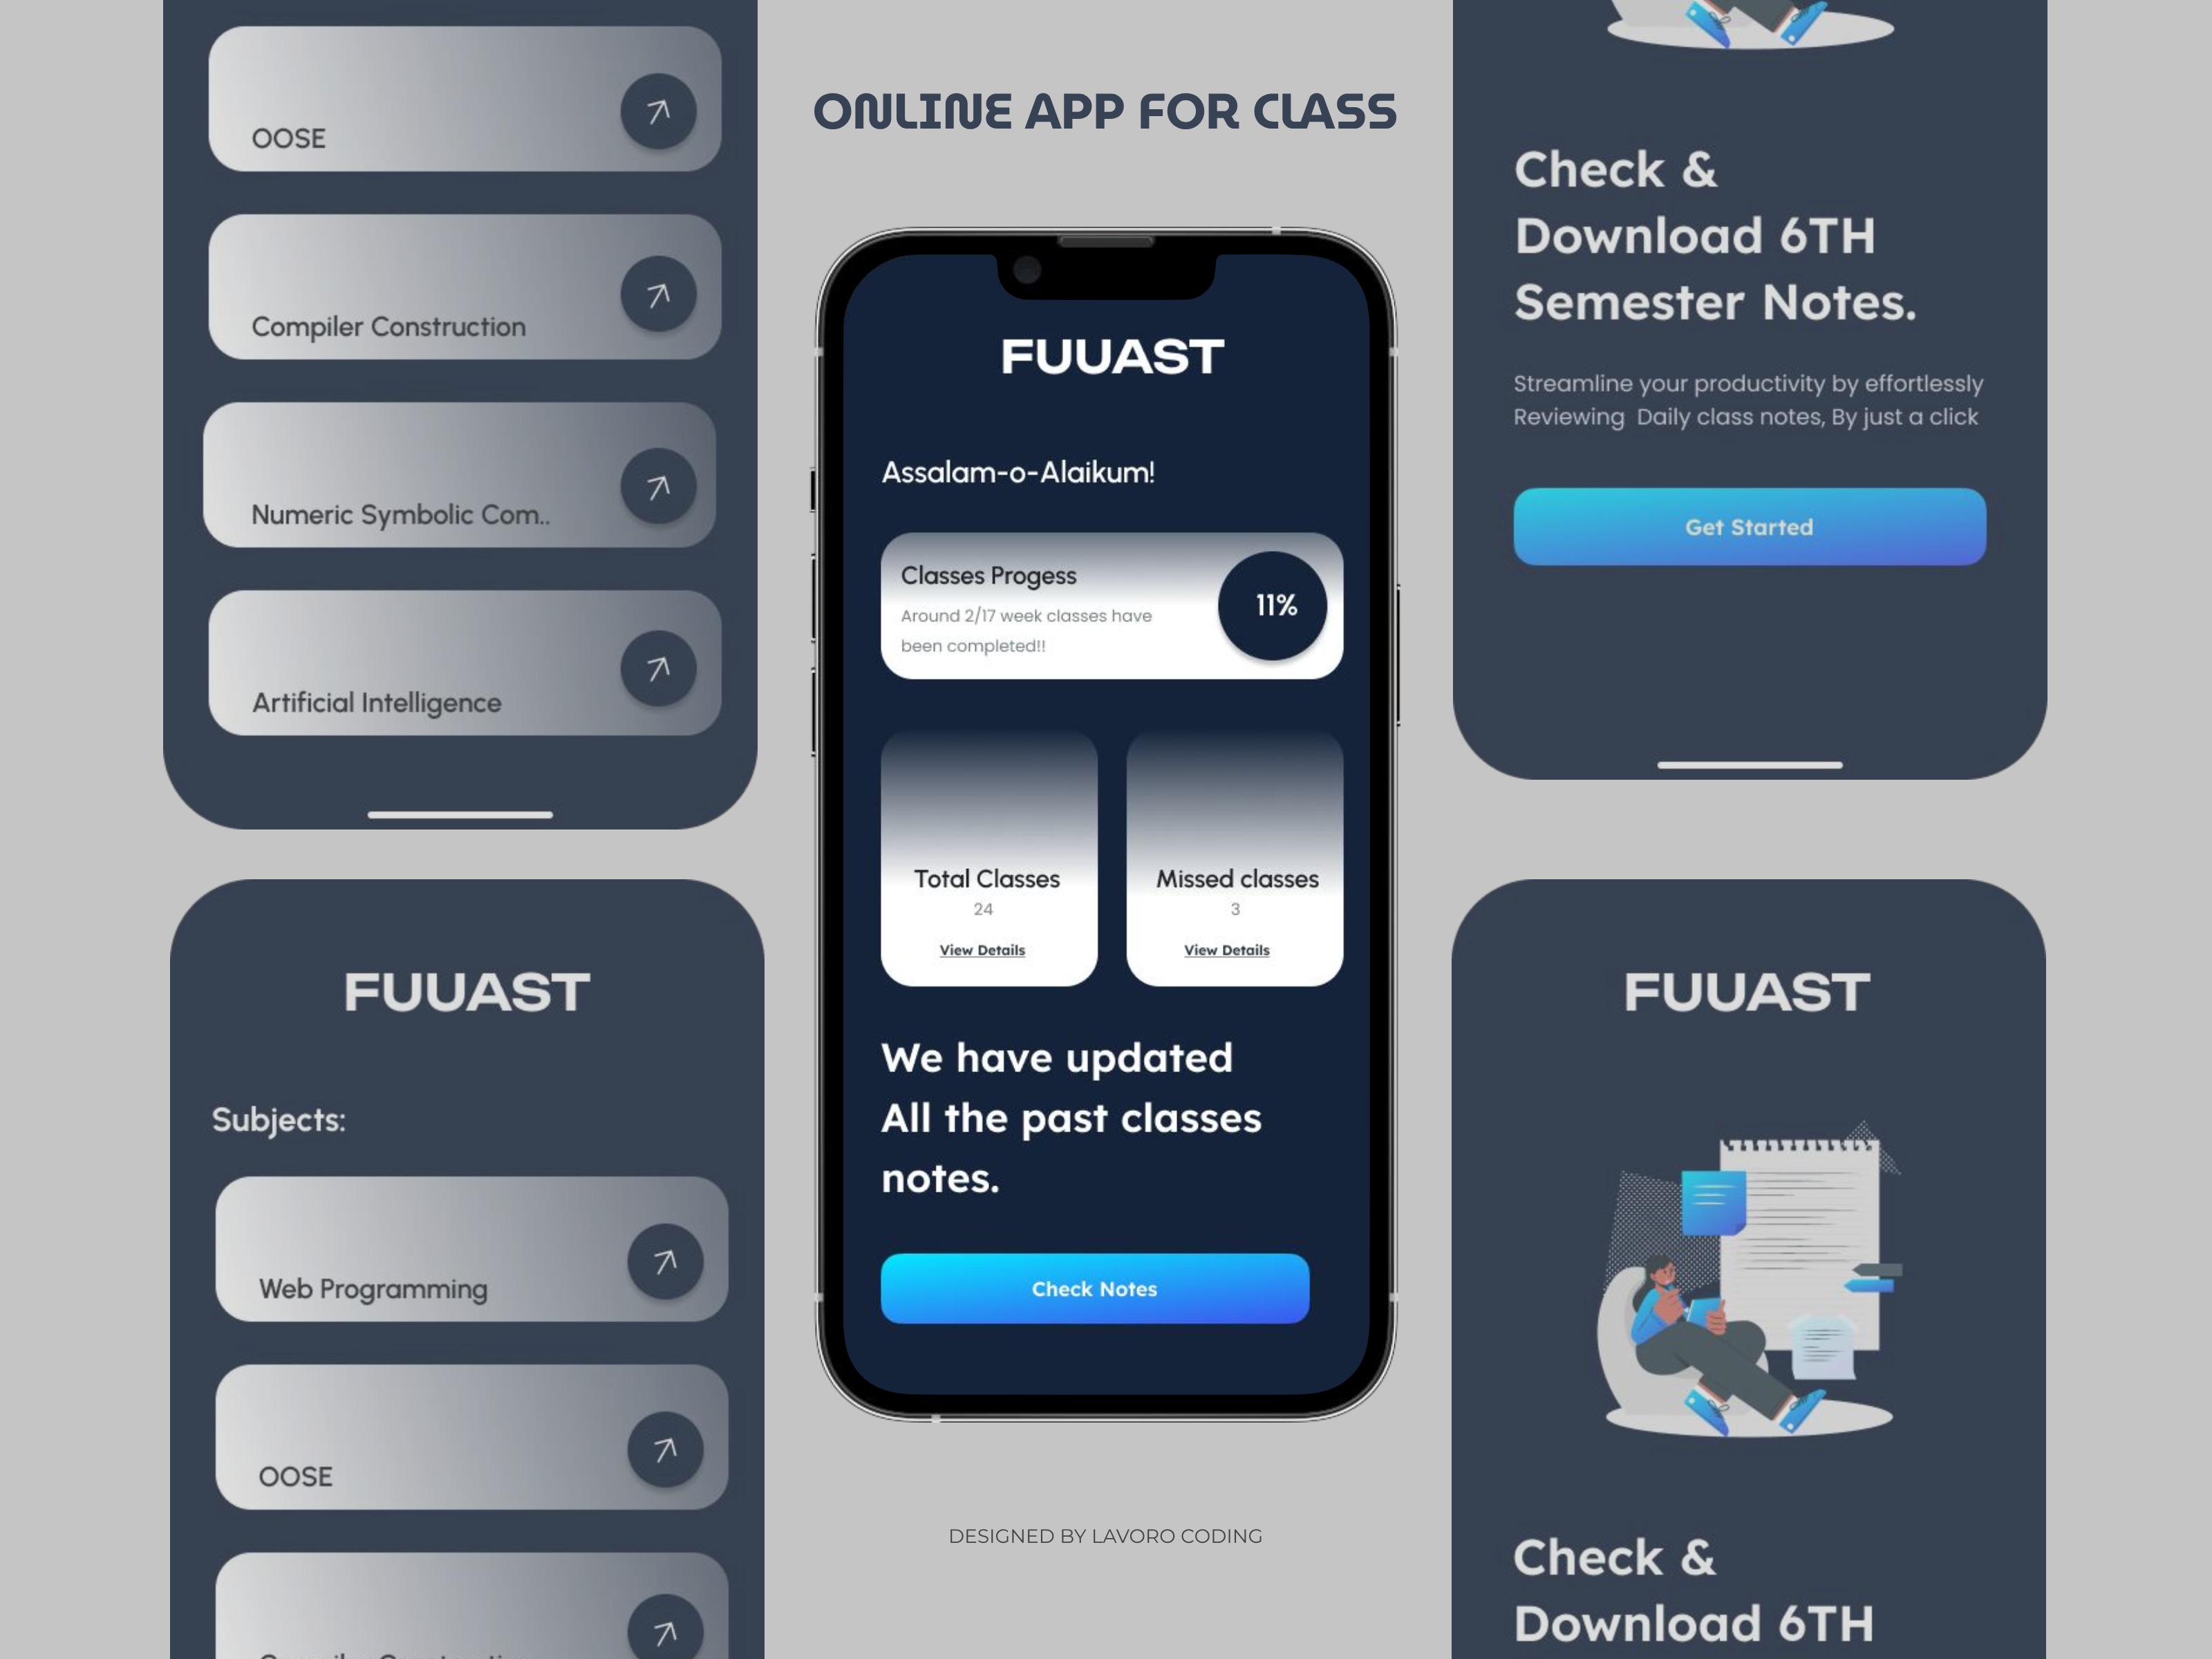 OOSE
Compiler Construction
Numeric Symbolic Com..
Artificial Intelligence
FUUAST
Subjects:
Web Programming
OOSE
ONLINE APP FOR CLASS
FUUAST
Assalam-o-Alaikum!
Classes Progess
Around 2/17 week classes have
been completed!!
11%
Total Classes
24
View Details
Missed classes
3
View Details
We have updated
All the past classes
notes.
Check Notes
DESIGNED BY LAVORO CODING
Check &
Download 6TH
Semester Notes.
Streamline your productivity by effortlessly
Reviewing Daily class notes, By just a click
Get Started
FUUAST
Check &
Download 6TH